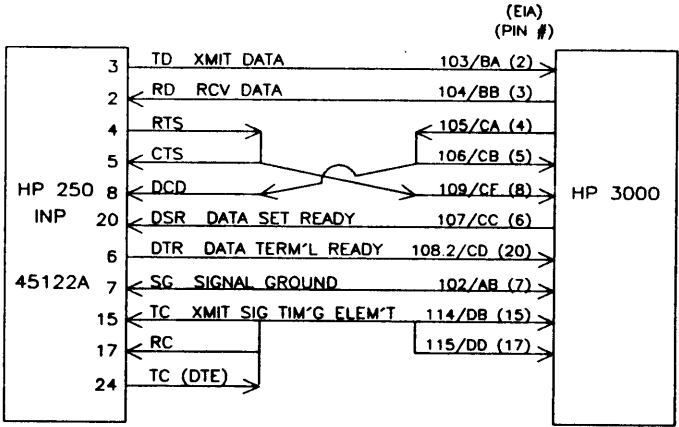 (EIA)
(PIN #)
3 TD XMIT DATA 103/BA (2)
2 RD RCV DATA 104/BB (3)
4 RTS 105/CA (4)
5 CTS 106/CB (5)
HP 250 8 DCD 109/CF (8) HP 3000
INP 20 DSR DATA SET READY 107/CC (6)
6 DTR DATA TERM'L READY 108.2/CD (20)
45122A 7 SG SIGNAL GROUND 102/AB (7)
15 TC XMIT SIG TIM'G ELEM'T 114/DB (15)
17 RC 115/DD (17)
24 TC (DTE)